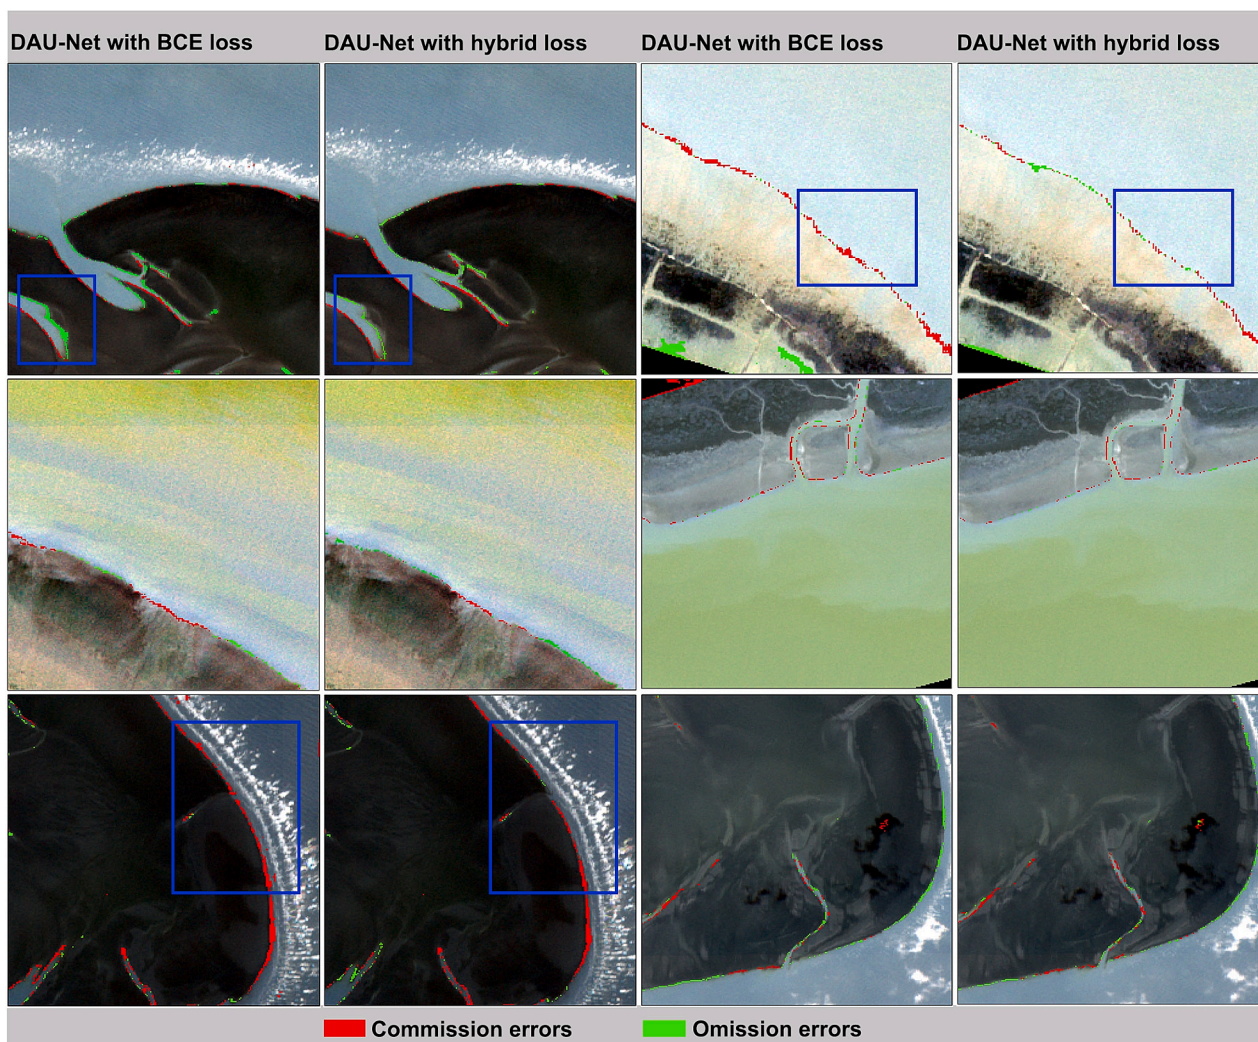 DAU-Net with BCE loss
DAU-Net with hybrid loss
DAU-Net with BCE loss
DAU-Net with hybrid loss
Commission errors
Omission errors